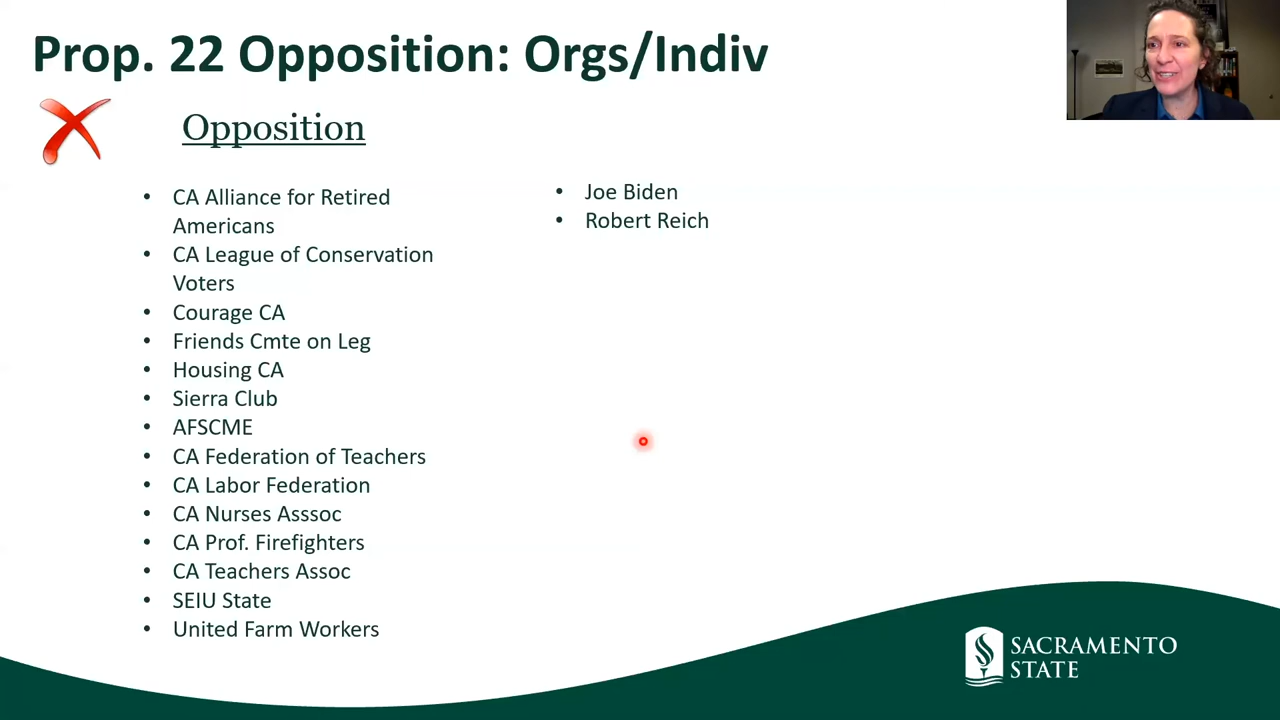 Prop. 22 Opposition: Orgs/Indiv
Opposition
• CA Alliance for Retired
Americans
• CA League of Conservation
Voters
• Courage CA
• Friends Cmte on Leg
• Housing CA
• Sierra Club
• AFSCME
• CA Federation of Teachers
• CA Labor Federation
• CA Nurses Asssoc
• CA Prof. Firefighters
• CA Teachers Assoc
• SEIU State
• United Farm Workers
• Joe Biden
• Robert Reich
SACRAMENTO
STATE